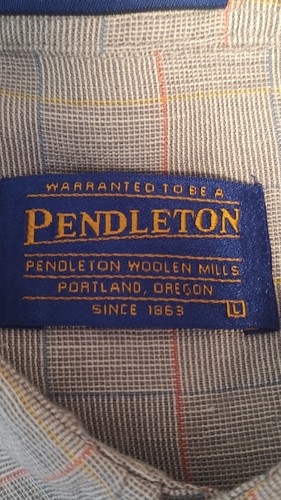 WARRANTED TO BE A
PENDLETON
PENDLETON WOOLEN MILLS
PORTLAND, OREGON
SINCE 1863 L